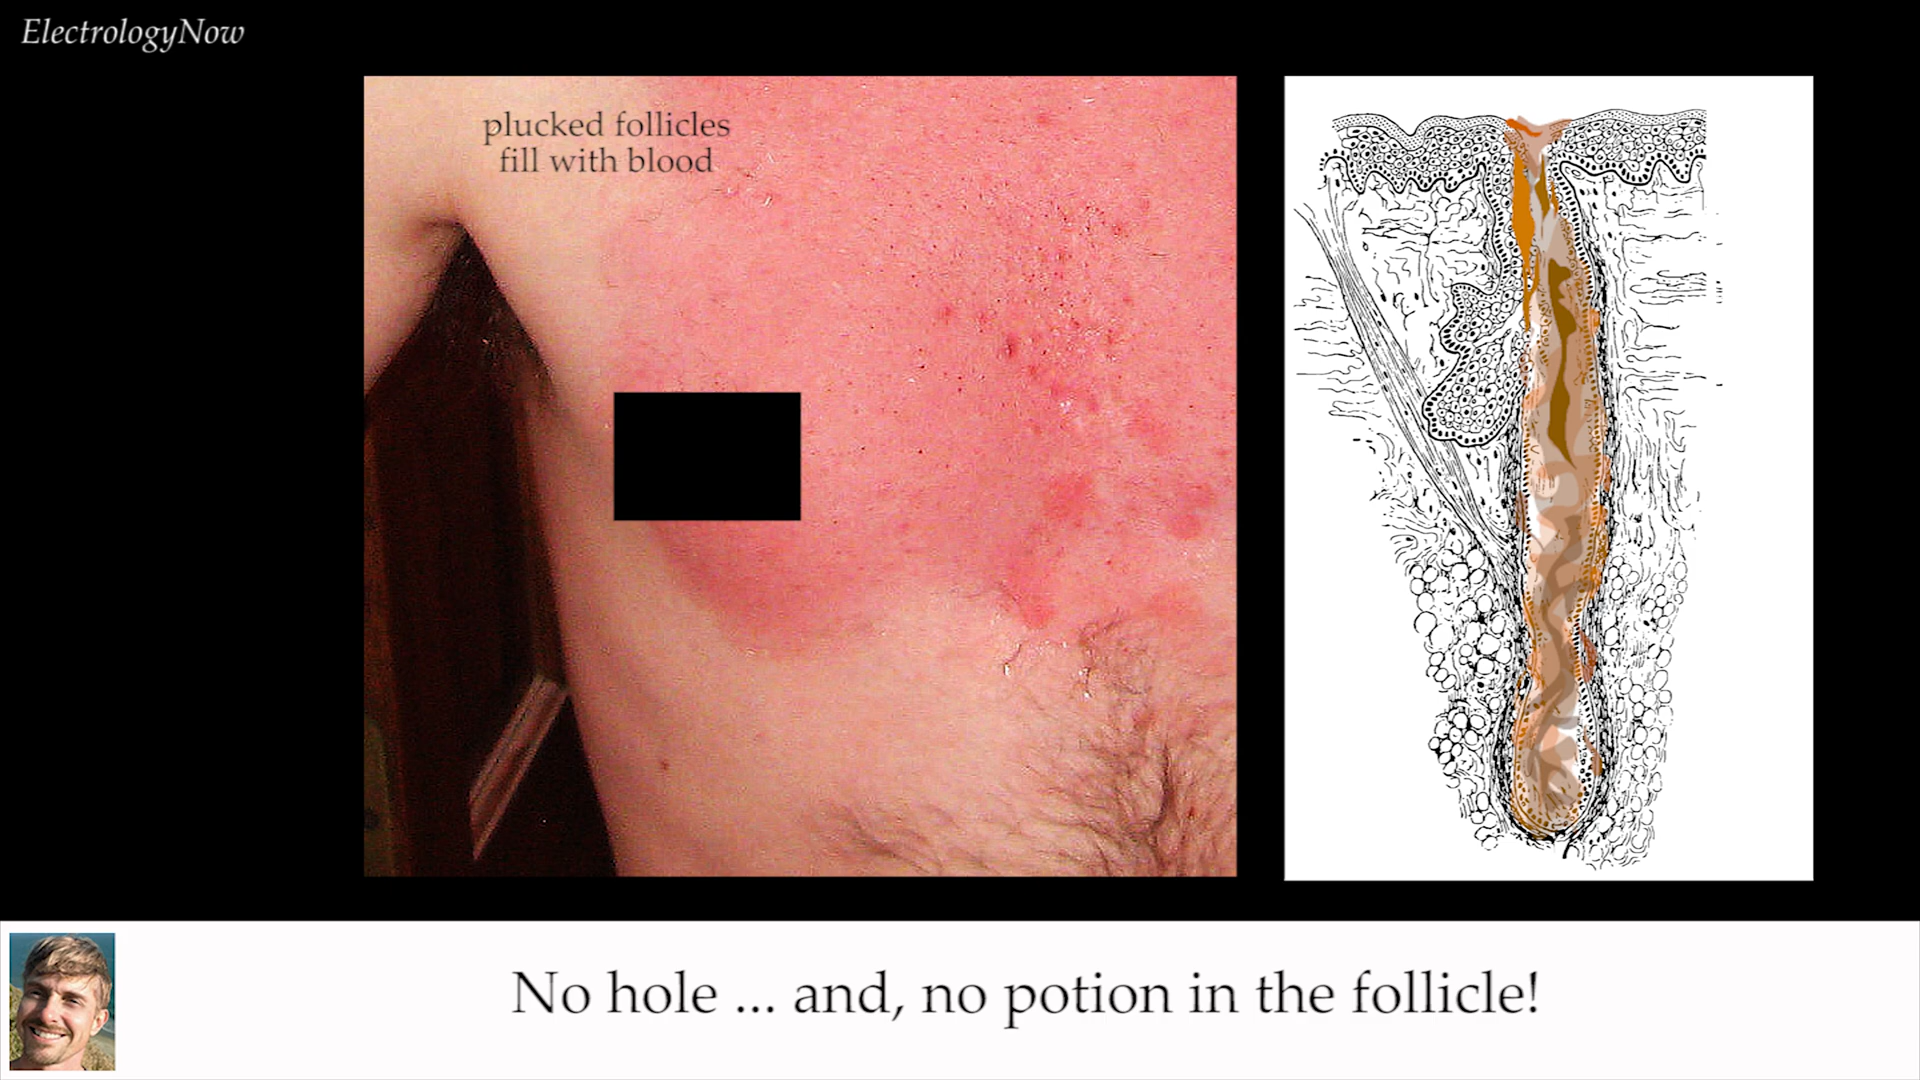 ElectrologyNow
plucked follicles
fill with blood
No hole ... and, no potion in the follicle!